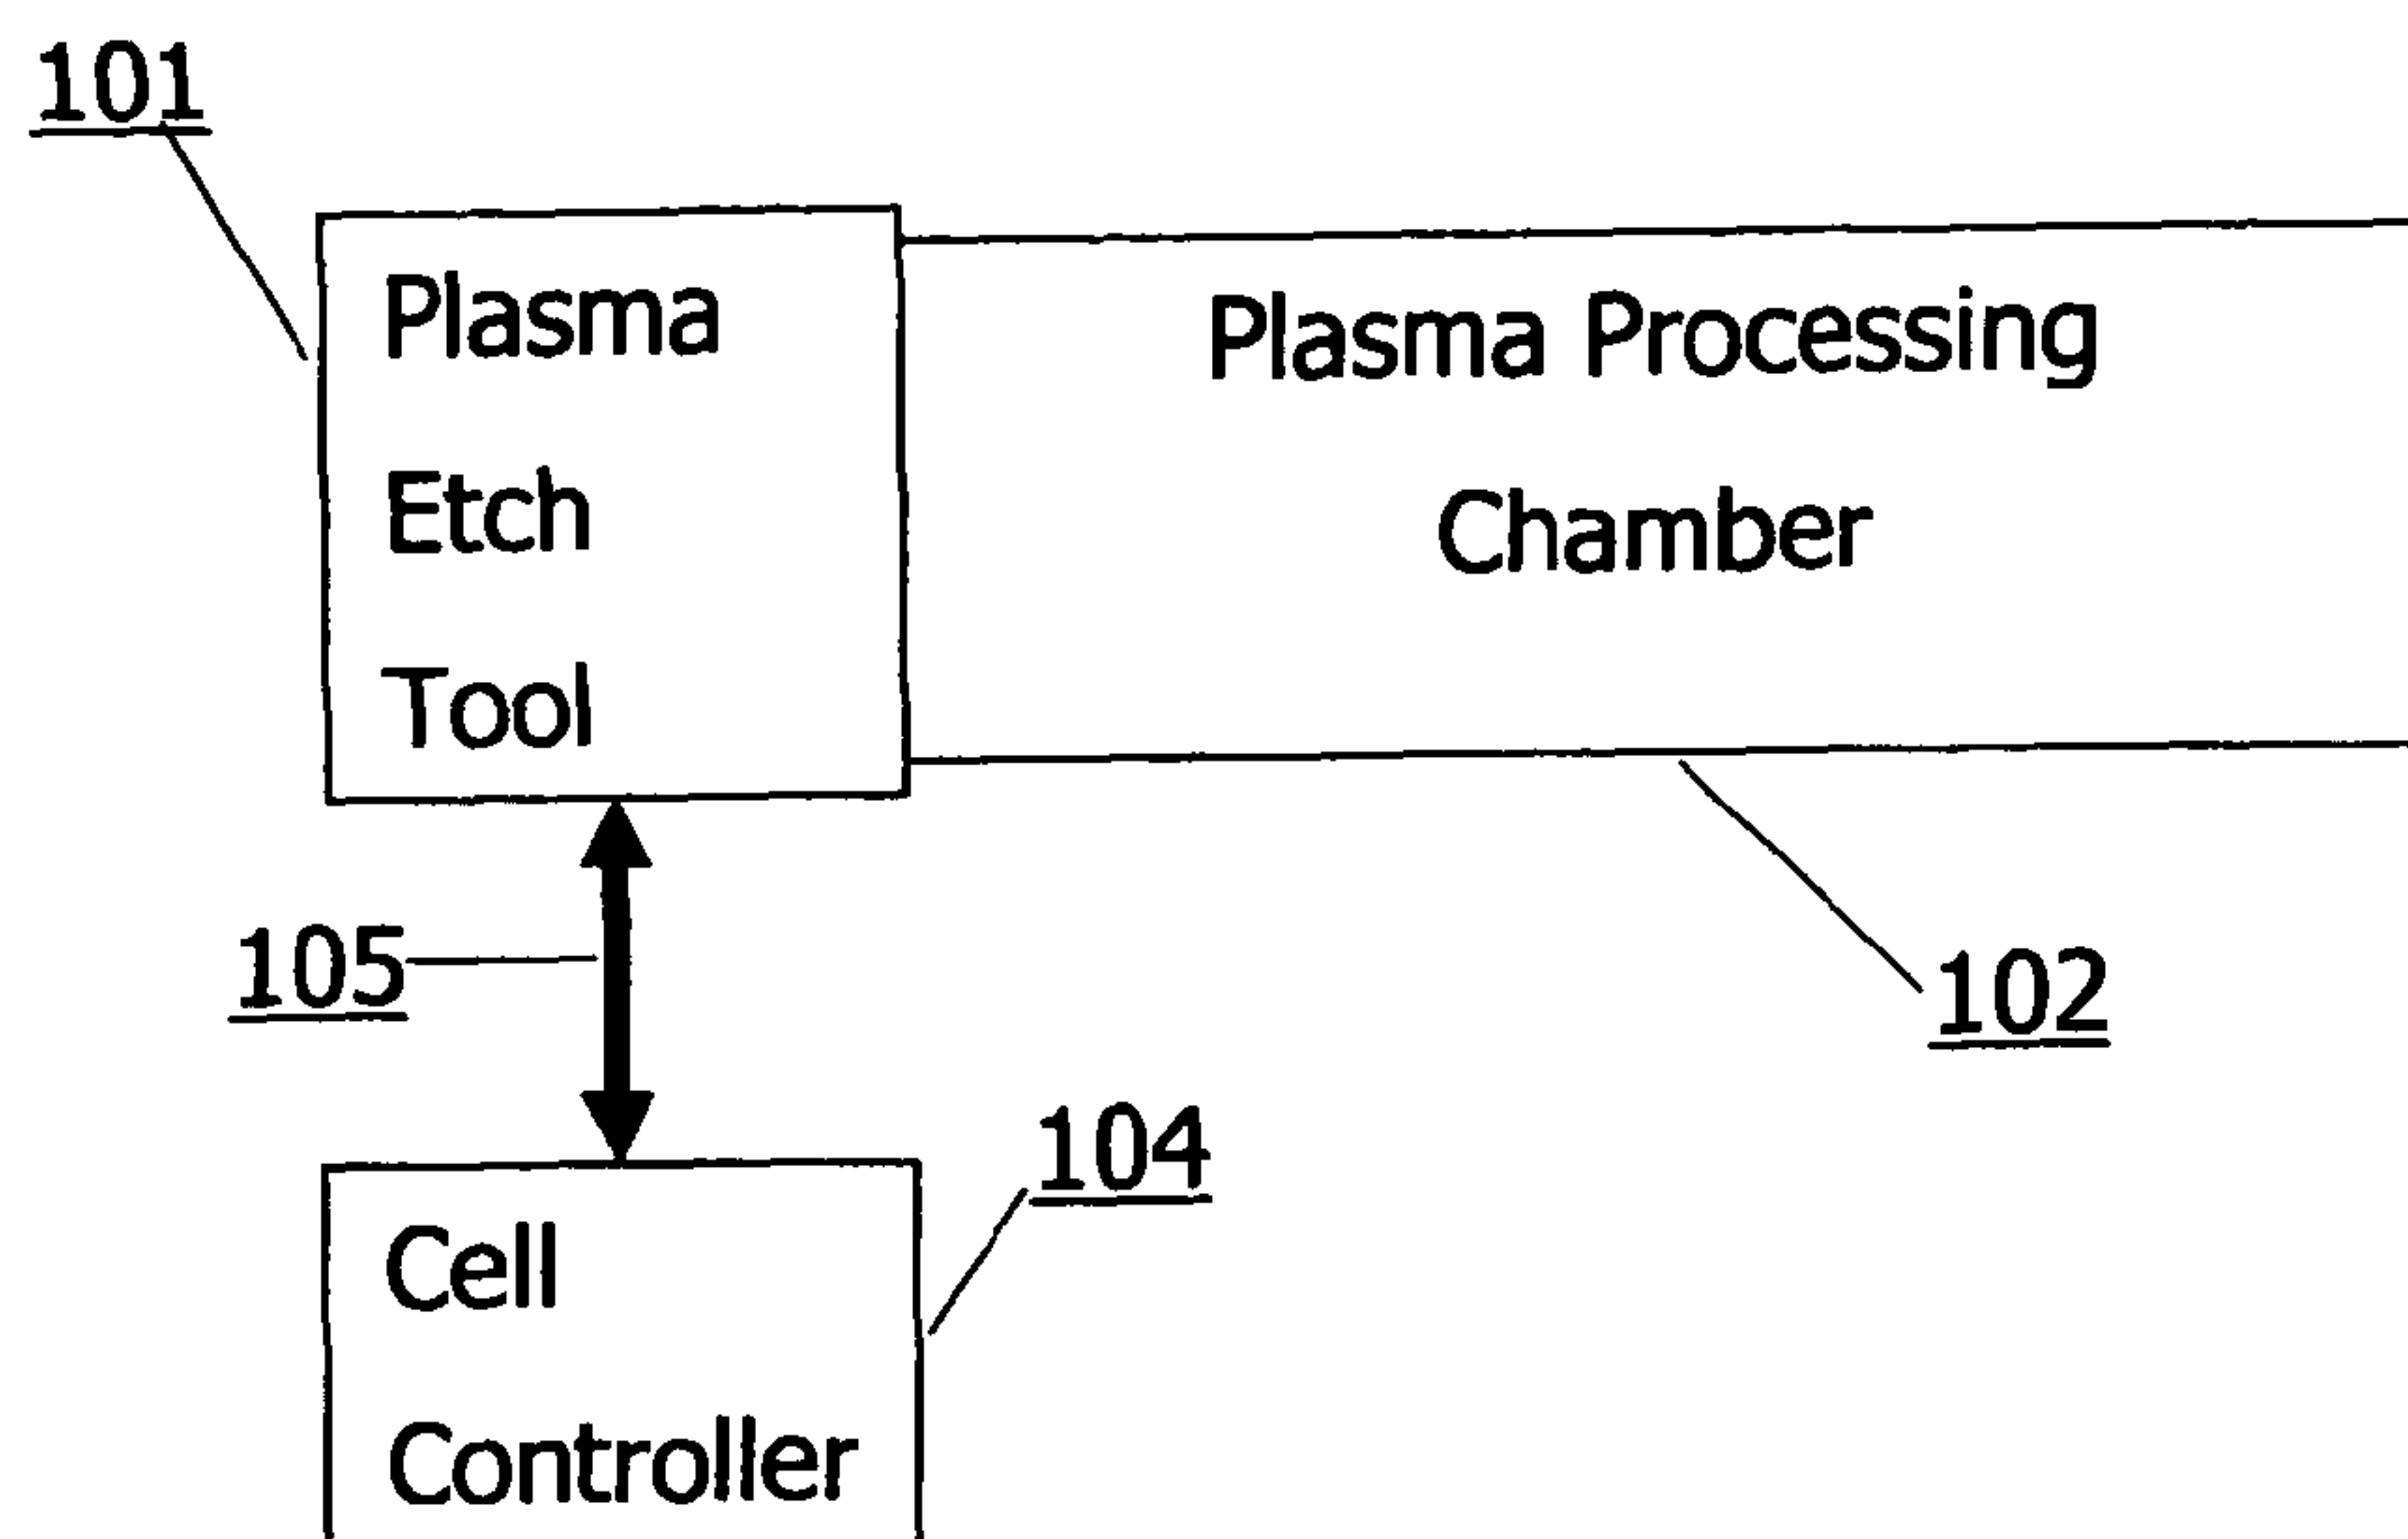 101
Plasma
Etch
Tool
Plasma Processing
Chamber
105
102
104
Cell
Controller